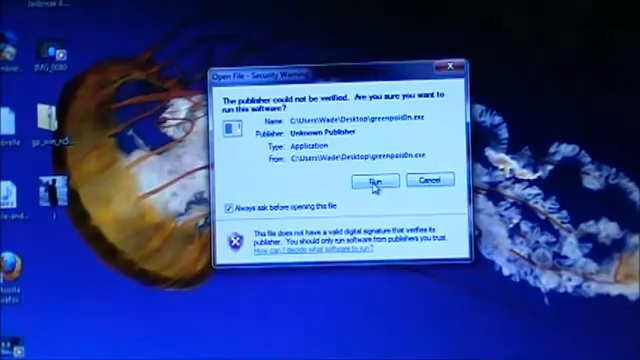 Jailbreak a
IMG_0080
Open File - Security Warning
The publisher could not be verified. Are you sure you want to
run this software?
Name: C:\Users\Wade\Desktop\greenpois0n.exe
Publisher: Unknown Publisher
Type: Application
From: C:\Users\Wade\Desktop\greenpois0n.exe
Run
Cancel
Always ask before opening this file
This file does not have a valid digital signature that verifies its
publisher. You should only run software from publishers you trust.
How can I decide what software to run?